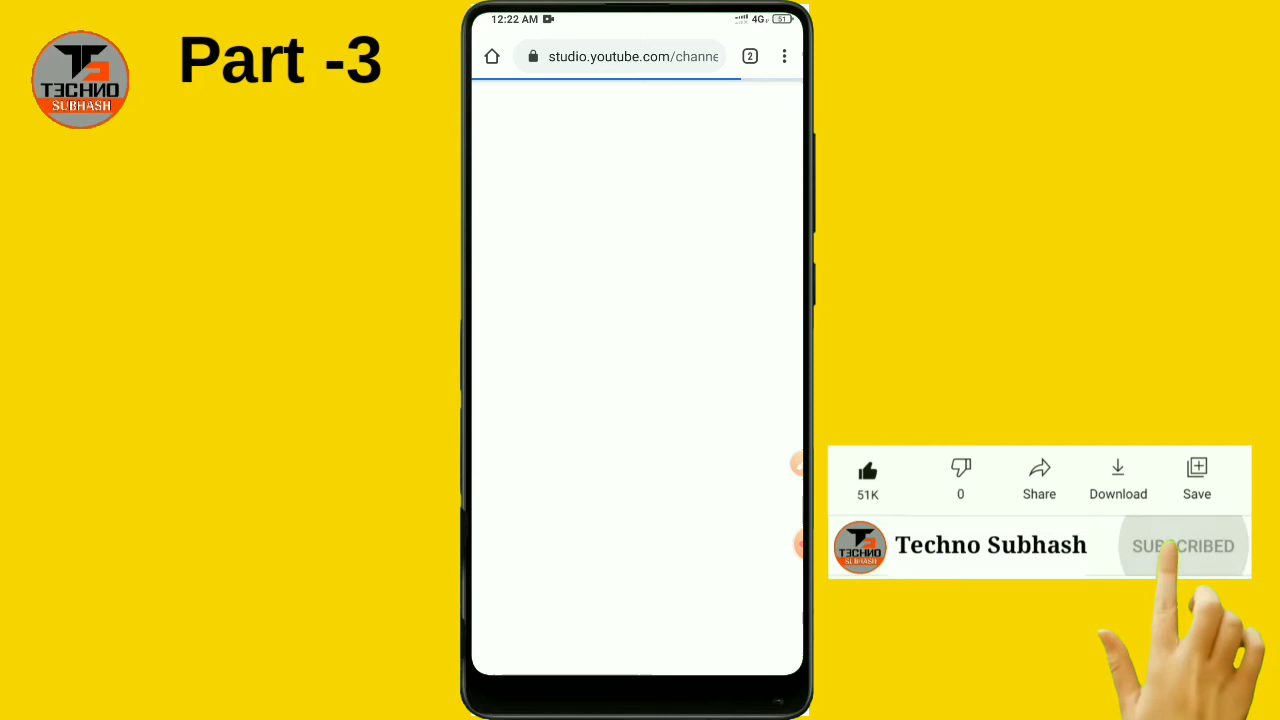 TECHNO
SUBHASH
Part -3
12:22 AM
4G
51
studio.youtube.com/channe
2
51K
0
Share
Download
Save
TECHNO
SUBHASH
Techno Subhash
SUBSCRIBED